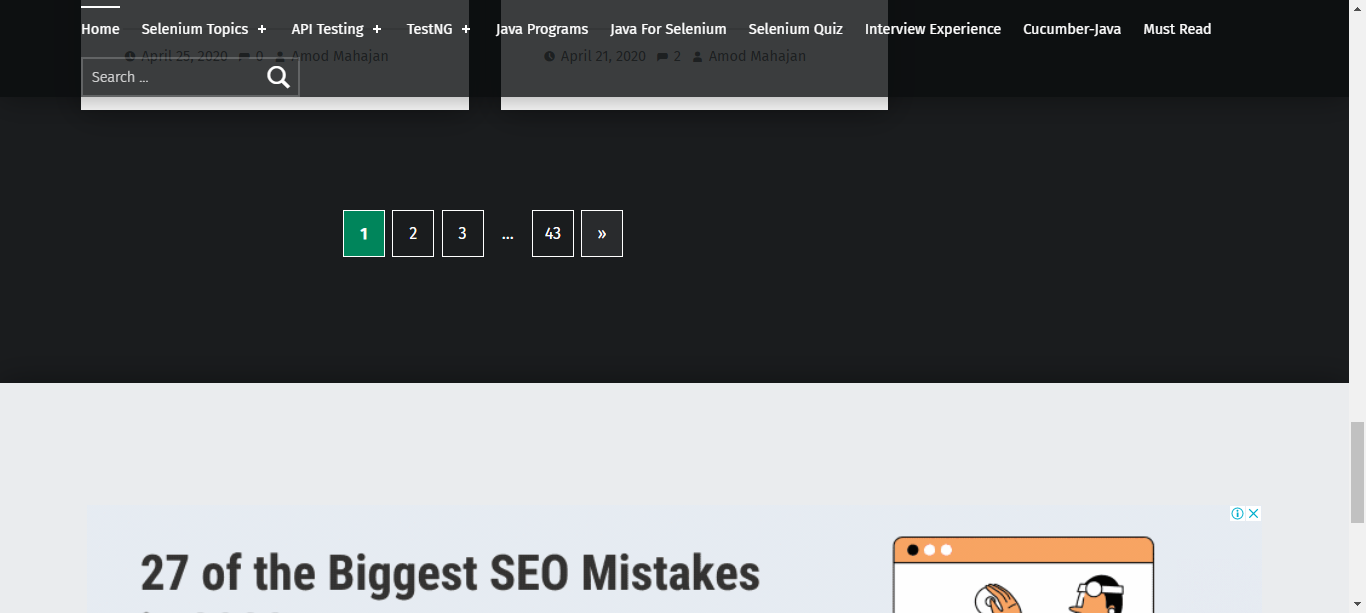 Home Selenium Topics + API Testing + TestNG + Java Programs Java For Selenium Selenium Quiz Interview Experience Cucumber-Java Must Read
April 25, 2020 0 Amod Mahajan April 21, 2020 2 Amod Mahajan
Search ...
1 2 3 … 43 »
27 of the Biggest SEO Mistakes